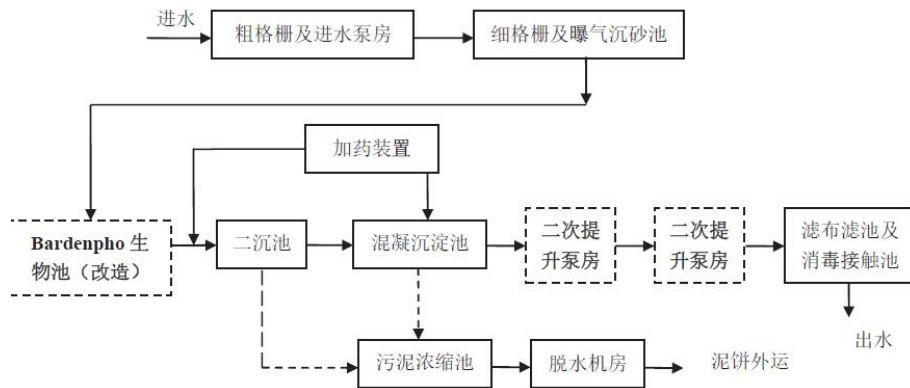 进水
粗格栅及进水泵房
细格栅及曝气沉砂池
加药装置
Bardenpho 生
物池（改造）
二沉池
混凝沉淀池
二次提
升泵房
二次提
升泵房
滤布滤池及
消毒接触池
出水
污泥浓缩池
脱水机房
泥饼外运